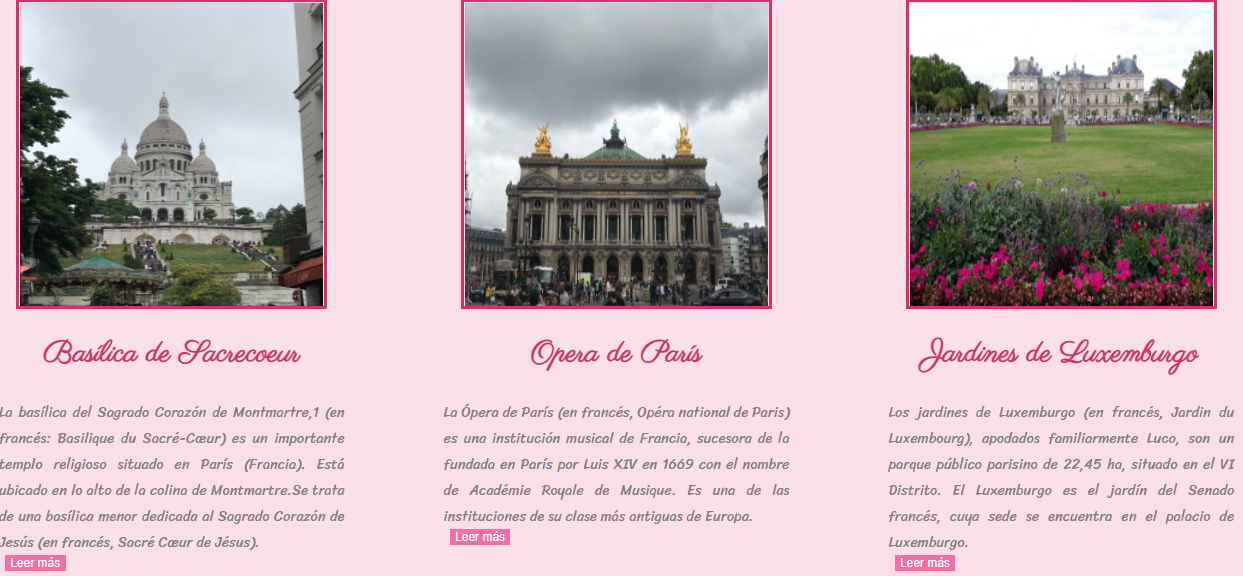 Basílica de Sacrecoeur
La basílica del Sagrado Corazón de Montmartre,1 (en
francés: Basilique du Sacré-Cœur) es un importante
templo religioso situado en París (Francia). Está
ubicado en lo alto de la colina de Montmartre.Se trata
de una basílica menor dedicada al Sagrado Corazón de
Jesús (en francés, Sacré Cœur de Jésus).
Leer más
Opera de París
La Ópera de París (en francés, Opéra national de Paris)
es una institución musical de Francia, sucesora de la
fundada en París por Luis XIV en 1669 con el nombre
de Académie Royale de Musique. Es una de las
instituciones de su clase más antiguas de Europa.
Leer más
Jardines de Luxemburgo
Los jardines de Luxemburgo (en francés, Jardin du
Luxembourg), apodados familiarmente Luco, son un
parque público parisino de 22,45 ha, situado en el VI
Distrito. El Luxemburgo es el jardín del Senado
francés, cuya sede se encuentra en el palacio de
Luxemburgo.
Leer más